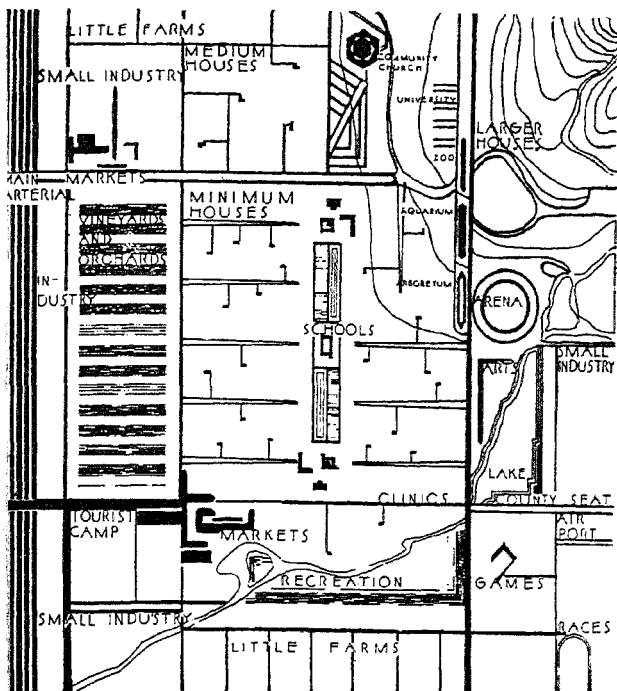 LITTLE FARMS
MEDIUM
HOUSES
SMALL INDUSTRY
COMMUNITY
CHURCH
UNIVERSITY
ZOO
LARGER
HOUSES
MAIN
ARTERIAL
MARKETS
MINIMUM
HOUSES
VINEYARDS
AND
ORCHARDS
AQUARIUM
IN-
DUSTRY
ARBORETUM
ARENA
SCHOOLS
ARTS
SMALL
INDUSTRY
LAKE
CLINICS
COUNTY SEAT
TOURIST
CAMP
MARKETS
AIR
PORT
RECREATION
GAMES
SMALL INDUSTRY
RACES
LITTLE FARMS